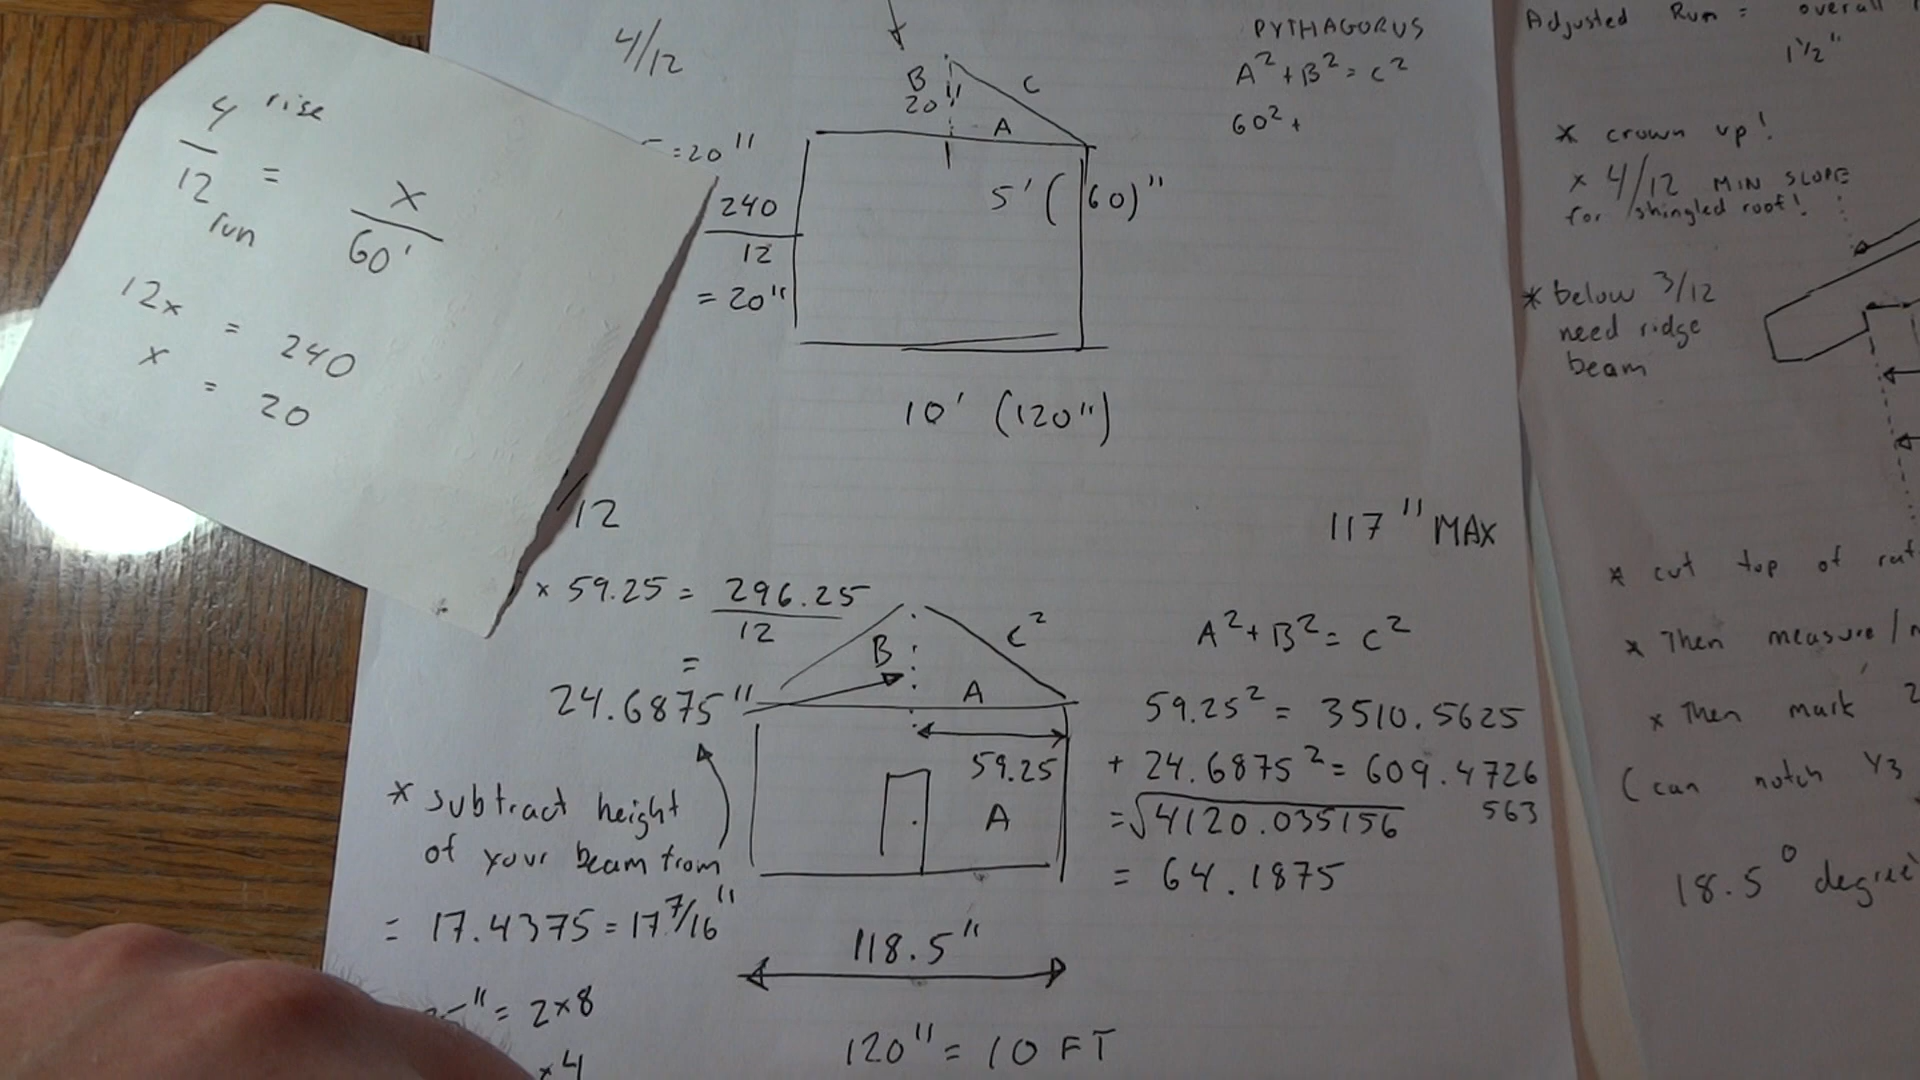 4 rise
12 run
=
x
60'
12x = 240
x = 20
4/12
B
20"
C
A
= 20"
240
12
= 20"
5' (60)"
10' (120")
PYTHAGORUS
A² + B² = C²
60² +
12
117" MAX
x 59.25 = 296.25
12
=
24.6875"
B
C²
A
59.25
A
* subtract height
of your beam from
= 17.4375 = 17 7/16"
118.5"
" = 2x8
x4
120" = 10 FT
A² + B² = C²
59.25² = 3510.5625
+ 24.6875² = 609.4726
563
= √4120.035156
= 64.1875
Adjusted Run = overall
1 1/2"
* crown up!
x 4/12 MIN SLOPE
for shingled roof!
* below 3/12
need ridge
beam
* cut top of
* Then measure/
x Then mark 2
(can notch 1/3
18.5° degree